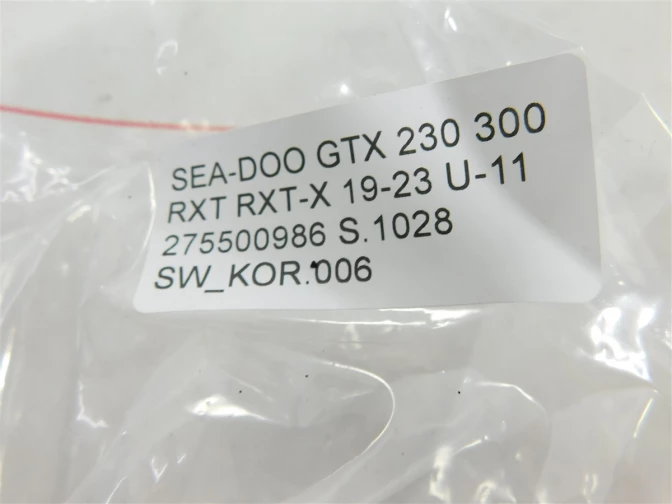 SEA-DOO GTX 230 300
RXT RXT-X 19-23 U-11
275500986 S.1028
SW_KOR.006